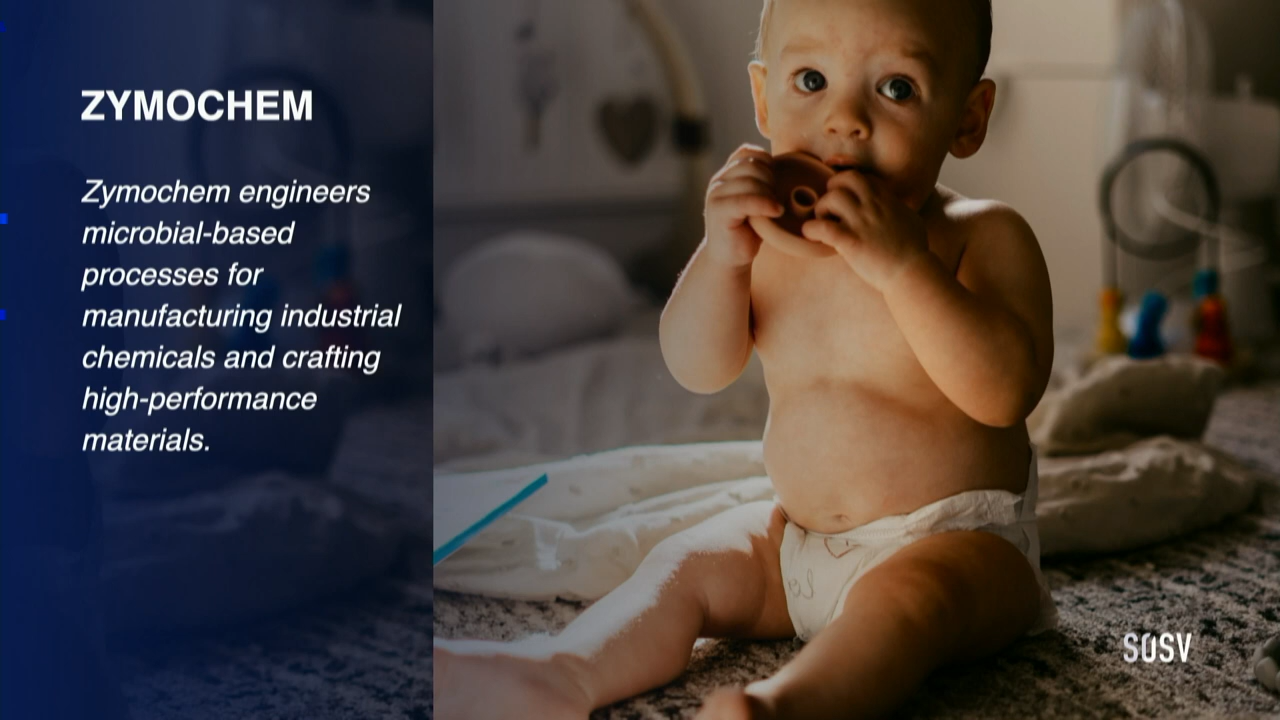 ZYMOCHEM
Zymochem engineers
microbial-based
processes for
manufacturing industrial
chemicals and crafting
high-performance
materials.
SOSV